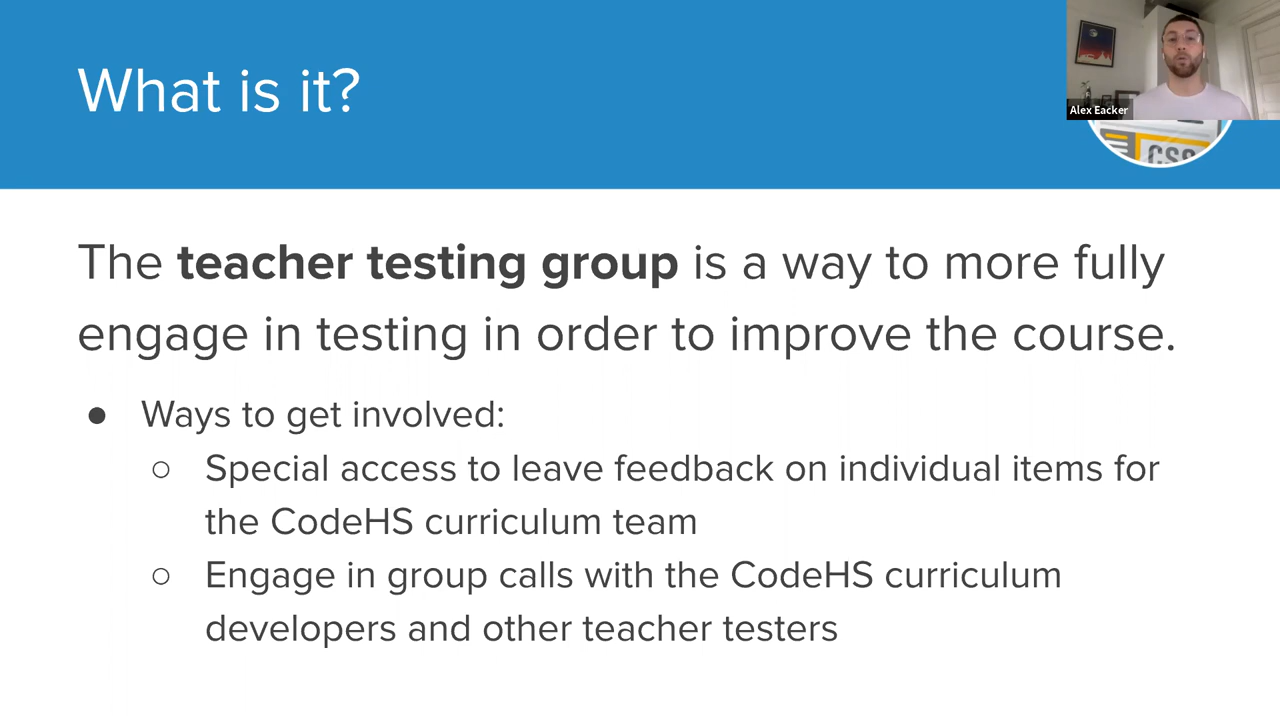 What is it?
Alex Eacker
CSS
The teacher testing group is a way to more fully
engage in testing in order to improve the course.
● Ways to get involved:
○ Special access to leave feedback on individual items for
the CodeHS curriculum team
○ Engage in group calls with the CodeHS curriculum
developers and other teacher testers